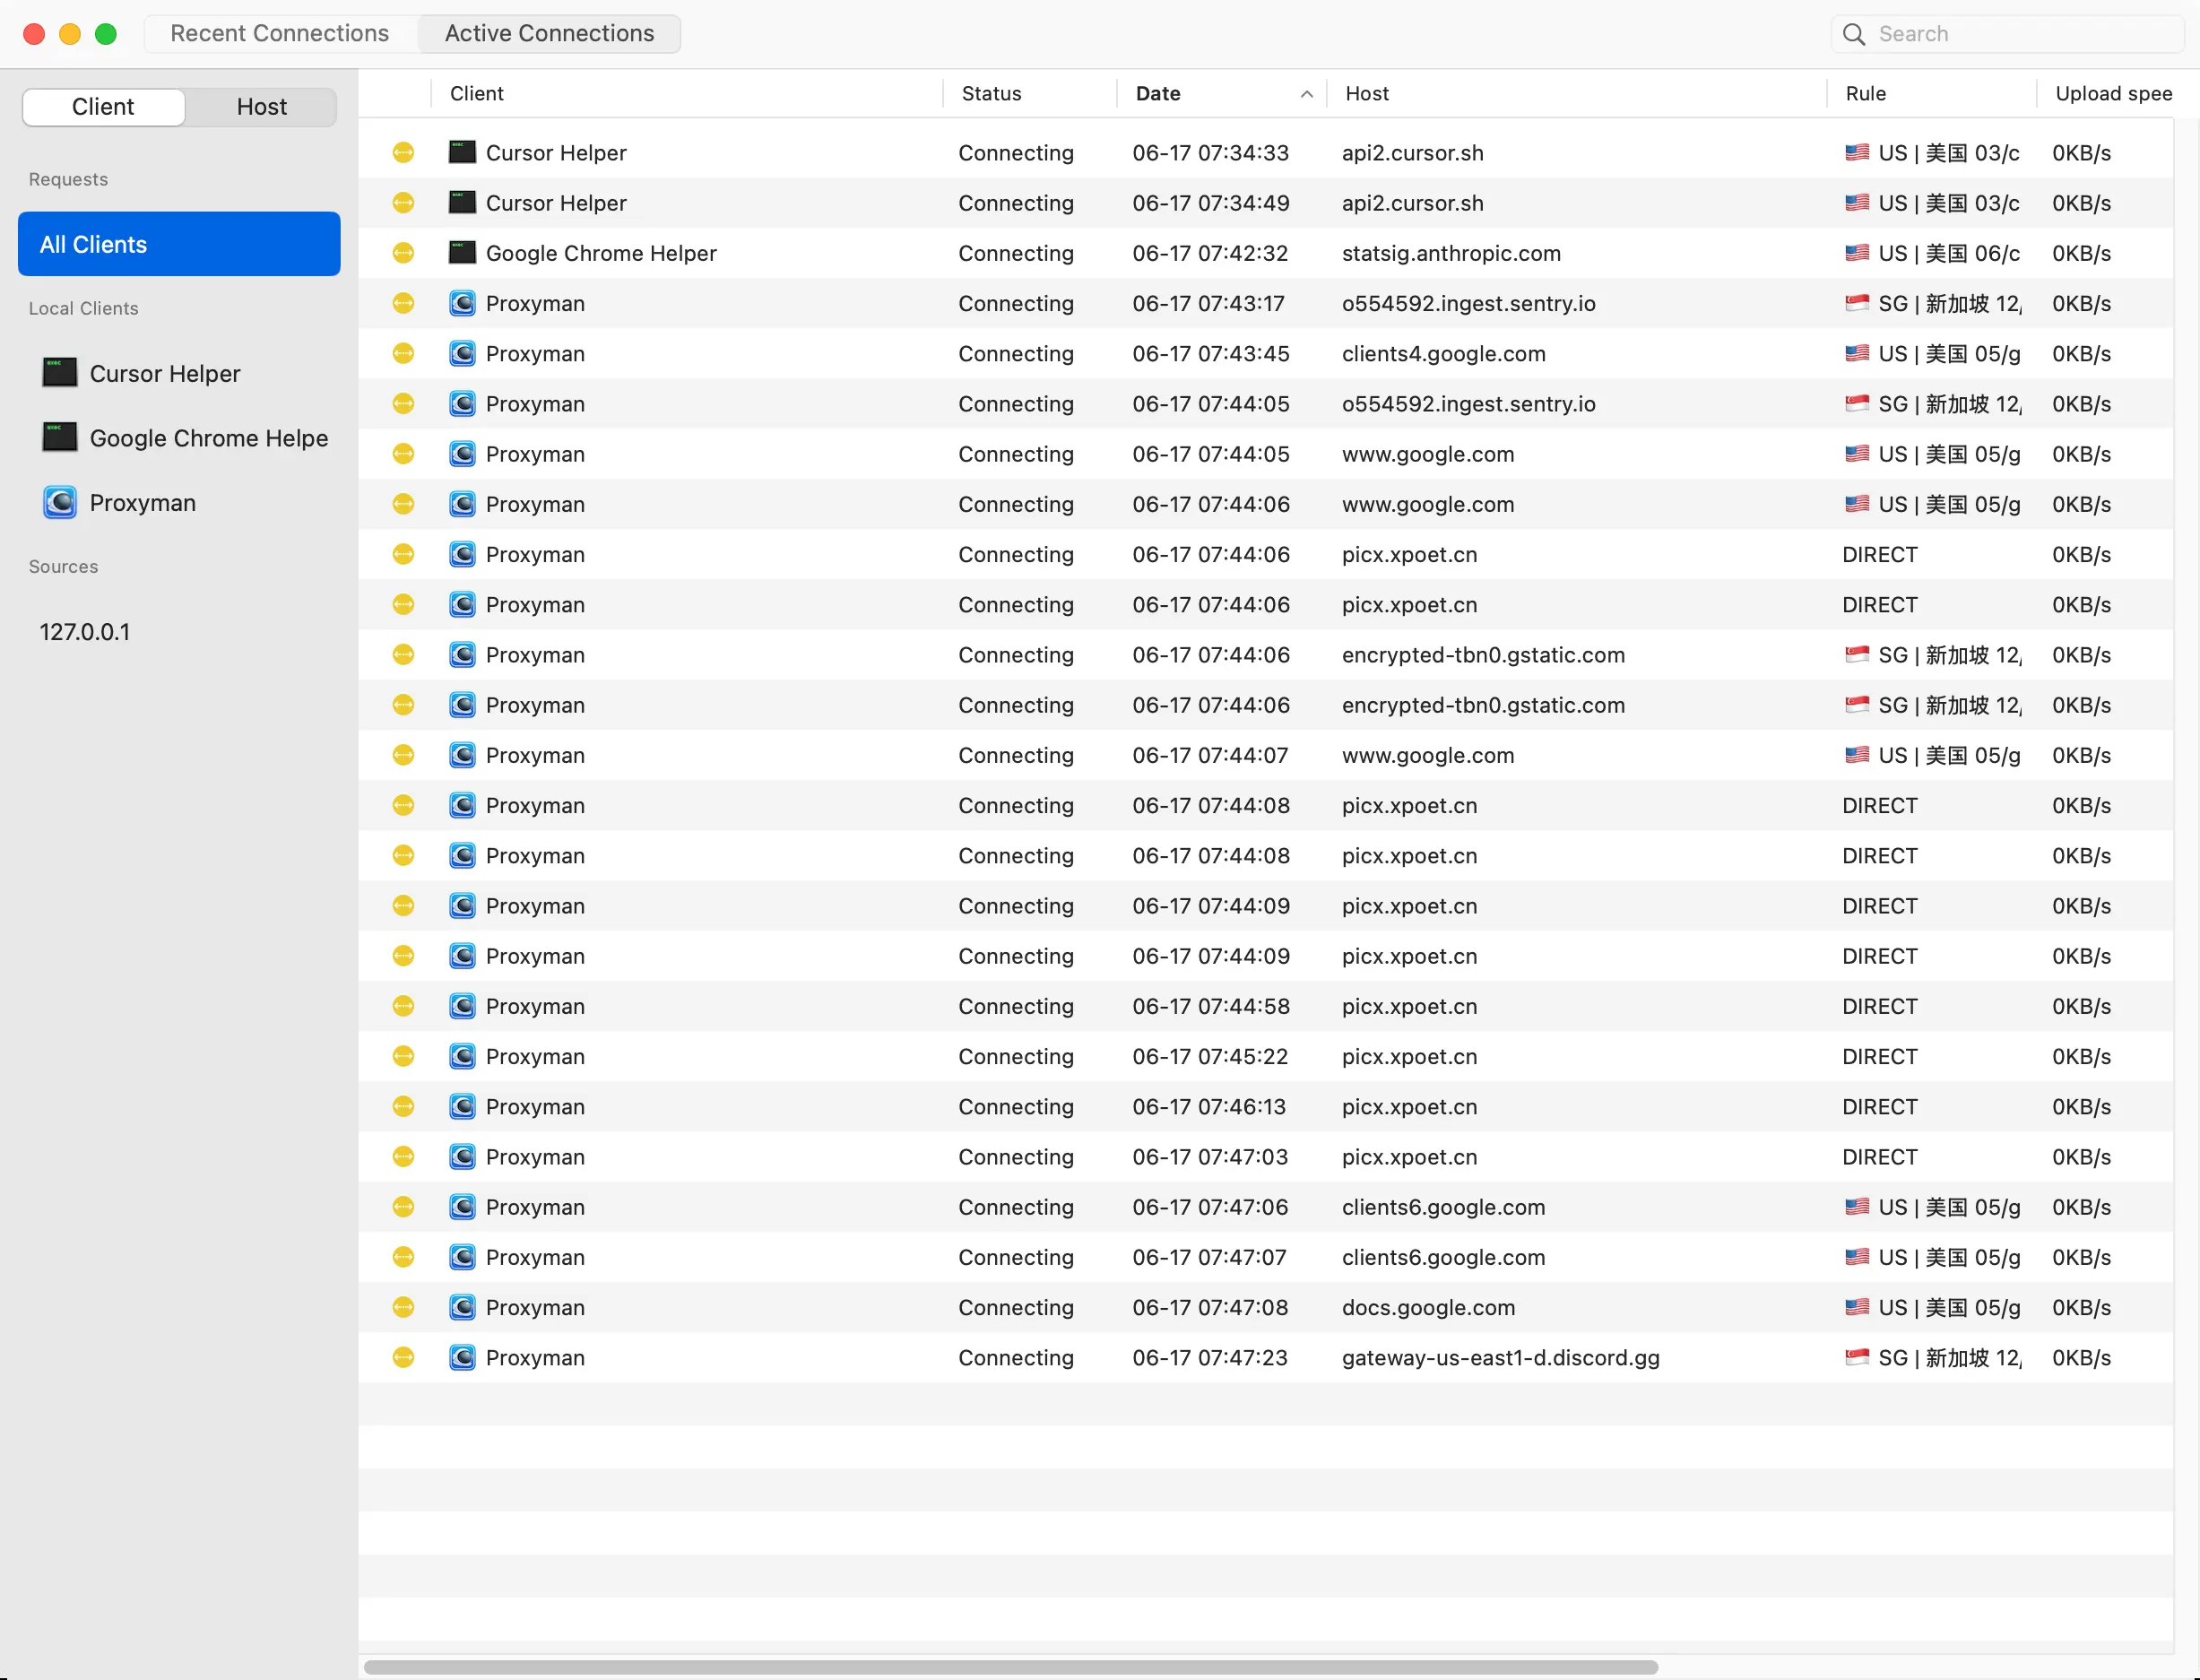 Recent Connections Active Connections Search
Client Host
Requests
All Clients
Local Clients
Cursor Helper
Google Chrome Helpe
Proxyman
Sources
127.0.0.1
Client Status Date Host Rule Upload spee
Cursor Helper Connecting 06-17 07:34:33 api2.cursor.sh US | 美国 03/c 0KB/s
Cursor Helper Connecting 06-17 07:34:49 api2.cursor.sh US | 美国 03/c 0KB/s
Google Chrome Helper Connecting 06-17 07:42:32 statsig.anthropic.com US | 美国 06/c 0KB/s
Proxyman Connecting 06-17 07:43:17 o554592.ingest.sentry.io SG | 新加坡 12, 0KB/s
Proxyman Connecting 06-17 07:43:45 clients4.google.com US | 美国 05/g 0KB/s
Proxyman Connecting 06-17 07:44:05 o554592.ingest.sentry.io SG | 新加坡 12, 0KB/s
Proxyman Connecting 06-17 07:44:05 www.google.com US | 美国 05/g 0KB/s
Proxyman Connecting 06-17 07:44:06 www.google.com US | 美国 05/g 0KB/s
Proxyman Connecting 06-17 07:44:06 picx.xpoet.cn DIRECT 0KB/s
Proxyman Connecting 06-17 07:44:06 picx.xpoet.cn DIRECT 0KB/s
Proxyman Connecting 06-17 07:44:06 encrypted-tbn0.gstatic.com SG | 新加坡 12, 0KB/s
Proxyman Connecting 06-17 07:44:06 encrypted-tbn0.gstatic.com SG | 新加坡 12, 0KB/s
Proxyman Connecting 06-17 07:44:07 www.google.com US | 美国 05/g 0KB/s
Proxyman Connecting 06-17 07:44:08 picx.xpoet.cn DIRECT 0KB/s
Proxyman Connecting 06-17 07:44:08 picx.xpoet.cn DIRECT 0KB/s
Proxyman Connecting 06-17 07:44:09 picx.xpoet.cn DIRECT 0KB/s
Proxyman Connecting 06-17 07:44:09 picx.xpoet.cn DIRECT 0KB/s
Proxyman Connecting 06-17 07:44:58 picx.xpoet.cn DIRECT 0KB/s
Proxyman Connecting 06-17 07:45:22 picx.xpoet.cn DIRECT 0KB/s
Proxyman Connecting 06-17 07:46:13 picx.xpoet.cn DIRECT 0KB/s
Proxyman Connecting 06-17 07:47:03 picx.xpoet.cn DIRECT 0KB/s
Proxyman Connecting 06-17 07:47:06 clients6.google.com US | 美国 05/g 0KB/s
Proxyman Connecting 06-17 07:47:07 clients6.google.com US | 美国 05/g 0KB/s
Proxyman Connecting 06-17 07:47:08 docs.google.com US | 美国 05/g 0KB/s
Proxyman Connecting 06-17 07:47:23 gateway-us-east1-d.discord.gg SG | 新加坡 12, 0KB/s